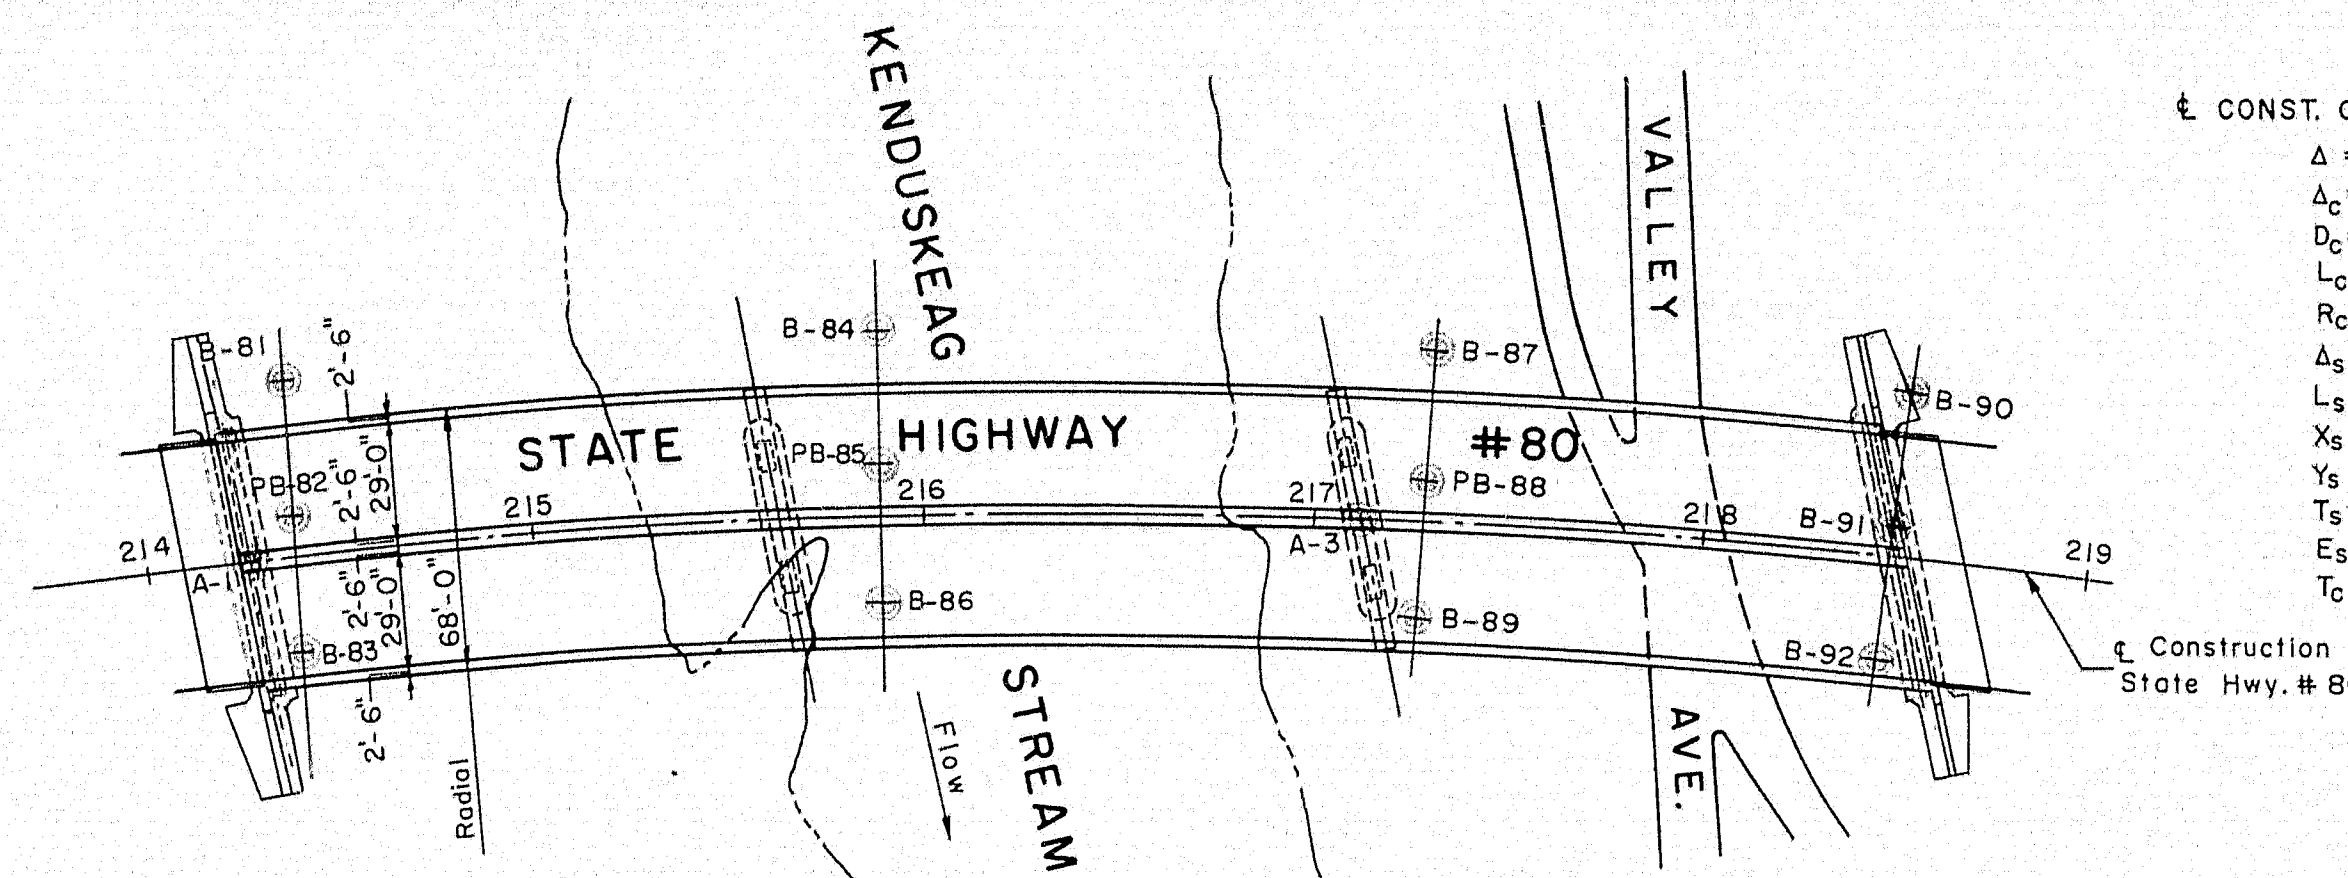 KENDUSKEAG
STREAM
VALLEY
AVE.
STATE HIGHWAY #80
B-81
PB-82
B-83
B-84
PB-85
B-86
B-87
PB-88
B-89
B-90
B-91
B-92
214
215
216
217
218
219
A-1
A-3
2'-6"
29'-0"
2'-6"
2'-6"
29'-0"
2'-6"
68'-0"
Radial
Flow
℄ Construction
State Hwy. # 8
℄ CONST.
Δ
Δc
Dc
Lc
Rc
Δs
Ls
Xs
Ys
Ts
Es
Tc